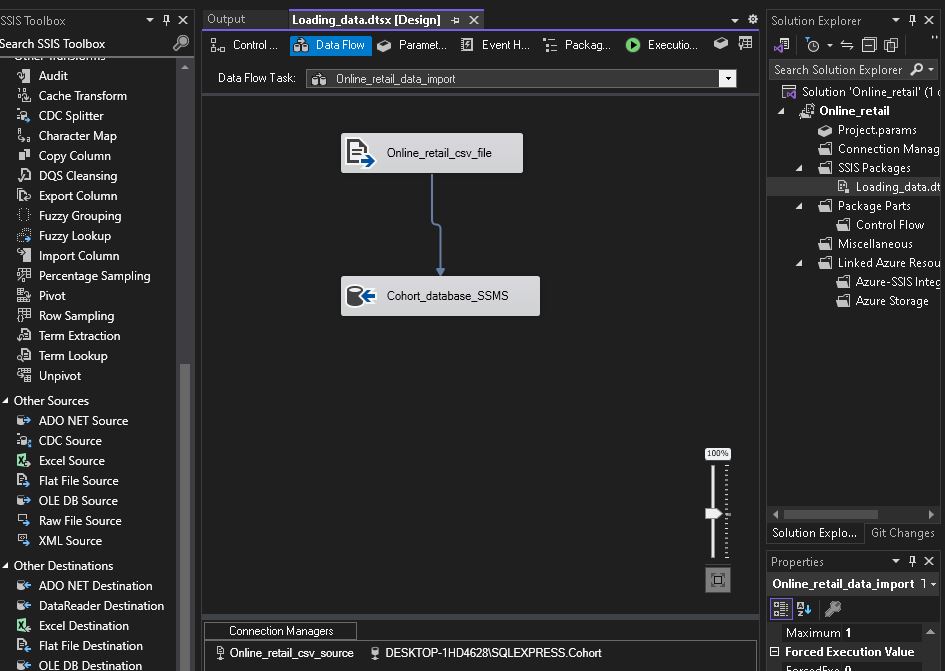 SSIS Toolbox
Search SSIS Toolbox
Other Transforms
Audit
Cache Transform
CDC Splitter
Character Map
Copy Column
DQS Cleansing
Export Column
Fuzzy Grouping
Fuzzy Lookup
Import Column
Percentage Sampling
Pivot
Row Sampling
Term Extraction
Term Lookup
Unpivot
Other Sources
ADO NET Source
CDC Source
Excel Source
Flat File Source
OLE DB Source
Raw File Source
XML Source
Other Destinations
ADO NET Destination
DataReader Destination
Excel Destination
Flat File Destination
OLE DB Destination
Output
Loading_data.dtsx [Design]
Control ...
Data Flow
Paramet...
Event H...
Packag...
Executio...
Data Flow Task:
Online_retail_data_import
Online_retail_csv_file
Cohort_database_SSMS
100%
Connection Managers
Online_retail_csv_source
DESKTOP-1HD4628\SQLEXPRESS.Cohort
Solution Explorer
Search Solution Explorer
Solution 'Online_retail' (1 c
Online_retail
Project.params
Connection Manag
SSIS Packages
Loading_data.dt
Package Parts
Control Flow
Miscellaneous
Linked Azure Resou
Azure-SSIS Integ
Azure Storage
Solution Explo...
Git Changes
Properties
Online_retail_data_import
Maximum 1
Forced Execution Value
ForcedExe 0